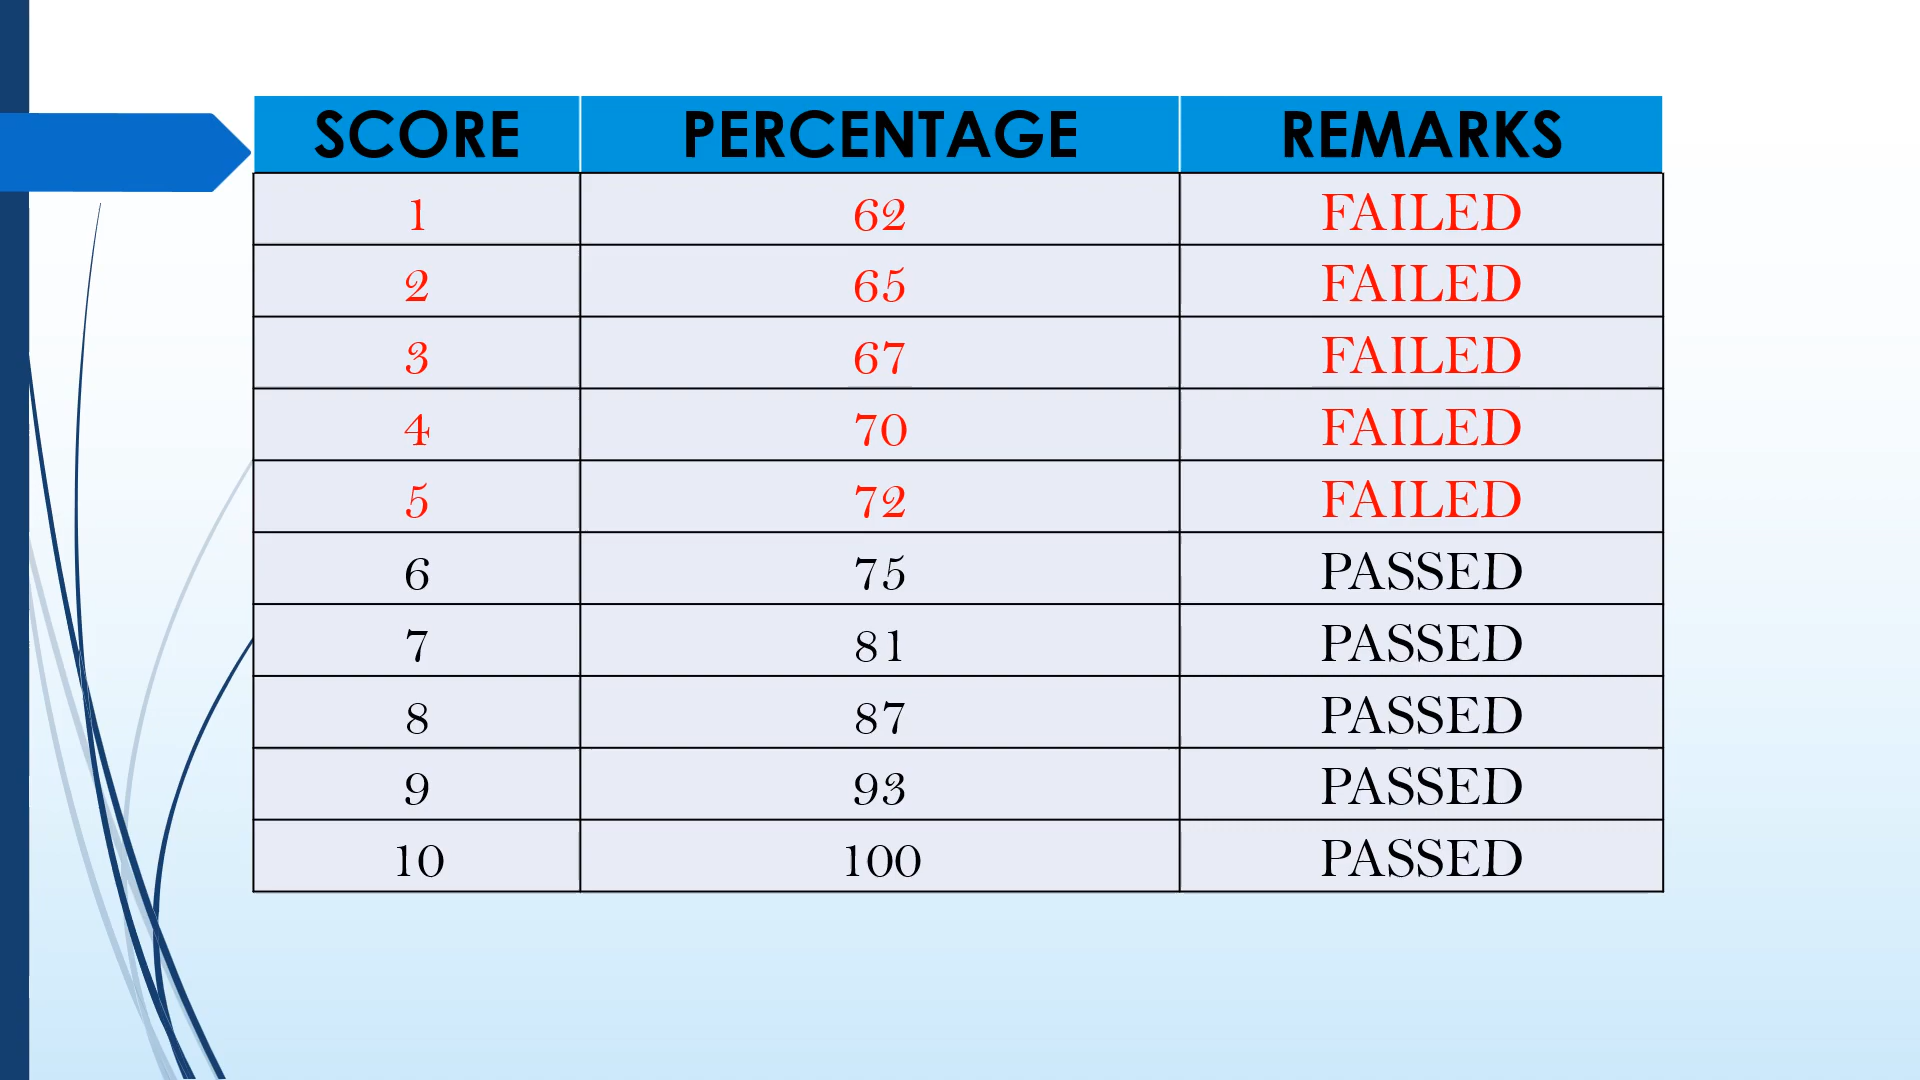 SCORE PERCENTAGE REMARKS
1 62 FAILED
2 65 FAILED
3 67 FAILED
4 70 FAILED
5 72 FAILED
6 75 PASSED
7 81 PASSED
8 87 PASSED
9 93 PASSED
10 100 PASSED